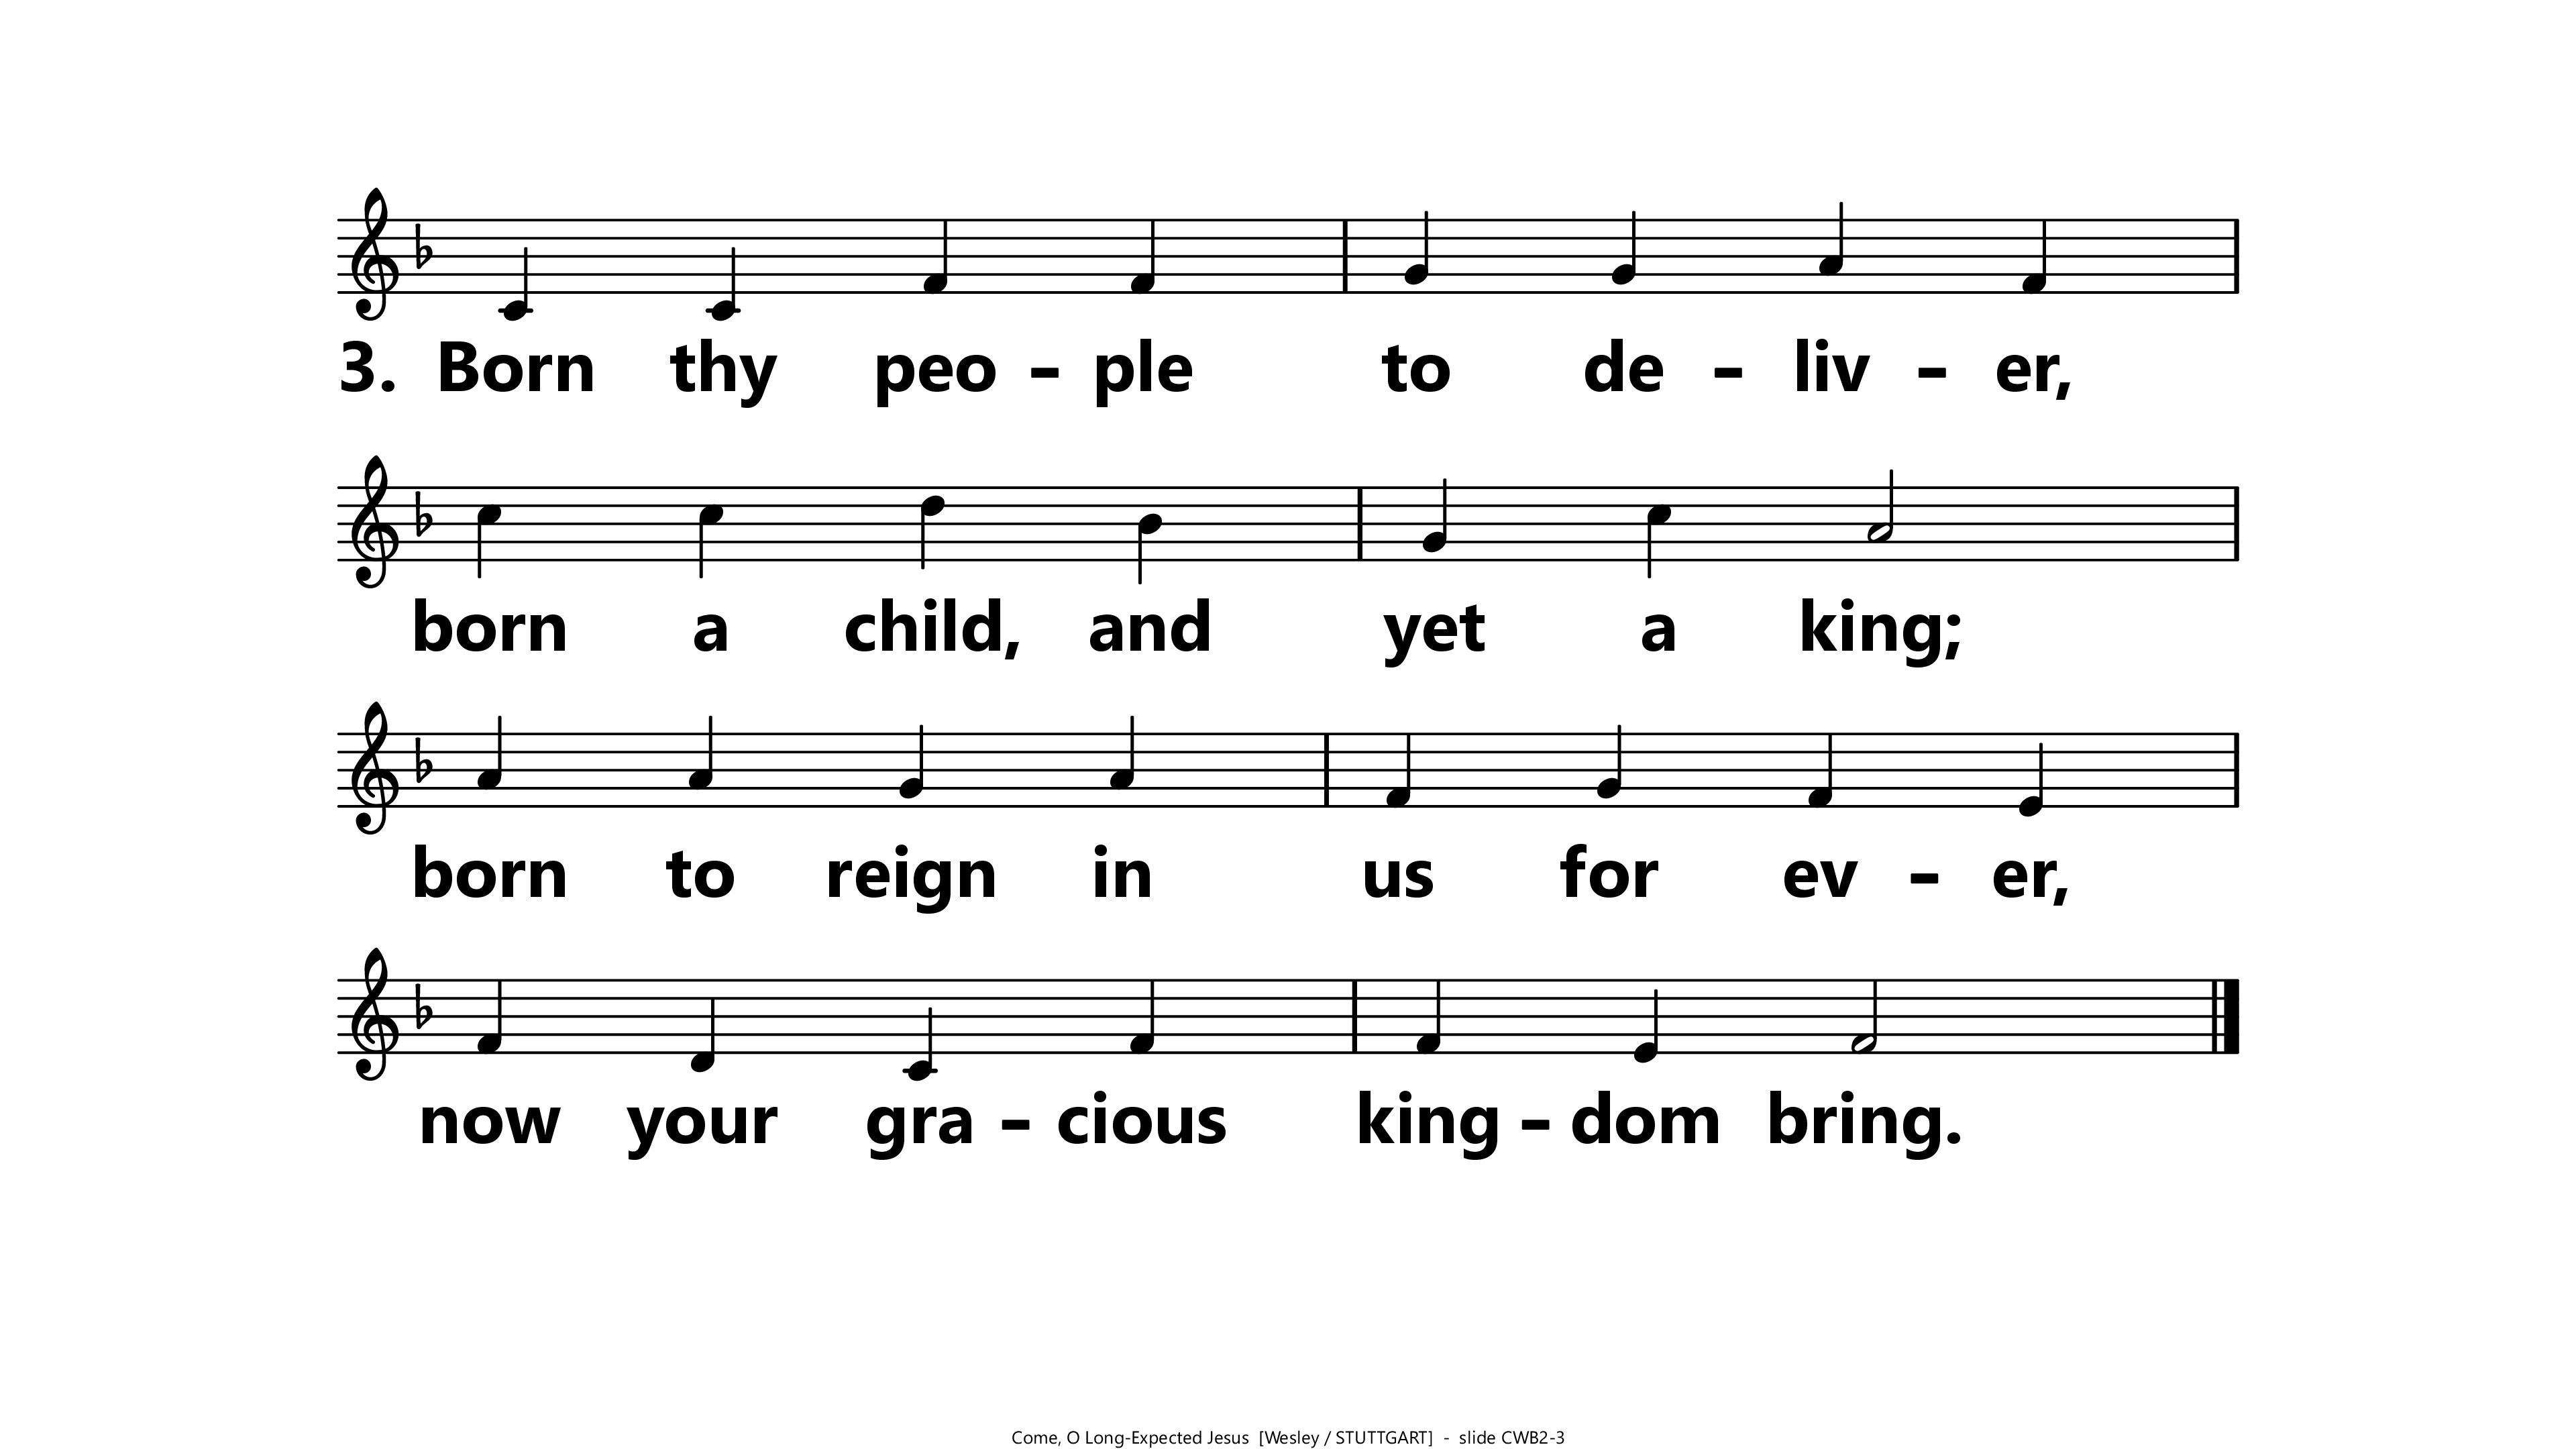 3. Born thy peo – ple to de – liv – er,
born a child, and yet a king;
born to reign in us for ev – er,
now your gra – cious king – dom bring.
Come, O Long-Expected Jesus [Wesley / STUTTGART] - slide CWB2-3